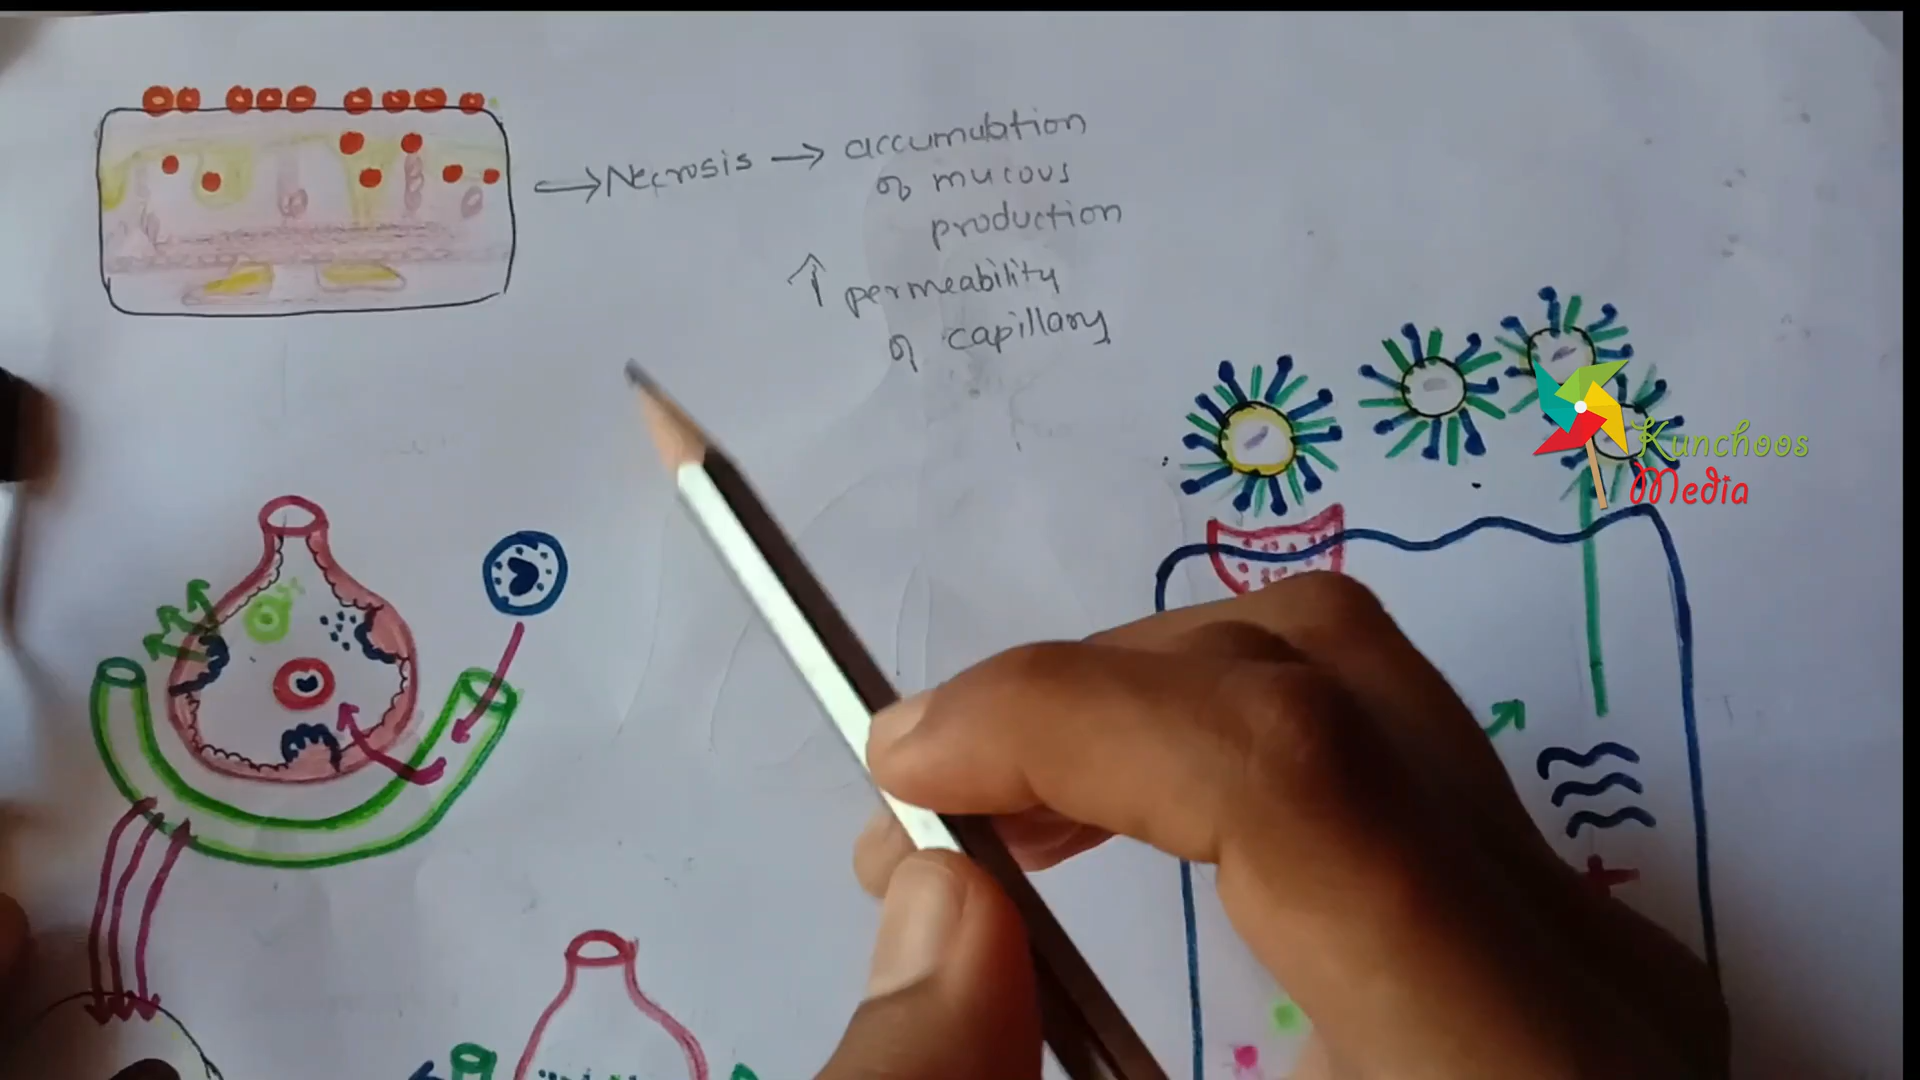 → Necrosis → accumulation
of mucous
production
↑ permeability
of capillary
Kunchoos
Media